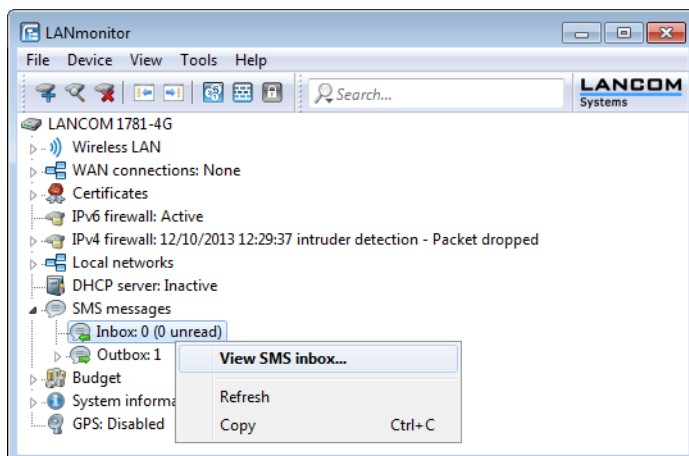 LANmonitor
File Device View Tools Help
Search...
LANCOM
Systems
LANCOM 1781-4G
Wireless LAN
WAN connections: None
Certificates
IPv6 firewall: Active
IPv4 firewall: 12/10/2013 12:29:37 intruder detection - Packet dropped
Local networks
DHCP server: Inactive
SMS messages
Inbox: 0 (0 unread)
Outbox: 1
View SMS inbox...
Budget
System informa
Refresh
GPS: Disabled
Copy Ctrl+C